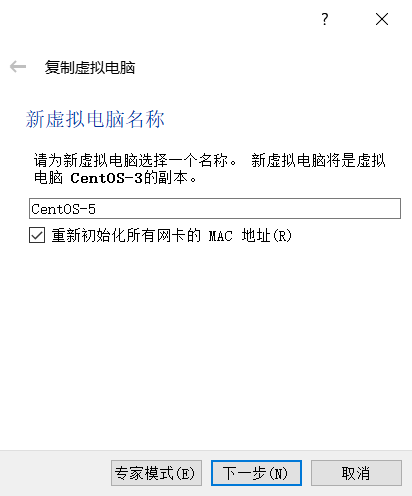 ?
复制虚拟电脑
新虚拟电脑名称
请为新虚拟电脑选择一个名称。 新虚拟电脑将是虚拟
电脑 CentOS-3的副本。
CentOS-5
重新初始化所有网卡的 MAC 地址(R)
专家模式(E) 下一步(N) 取消